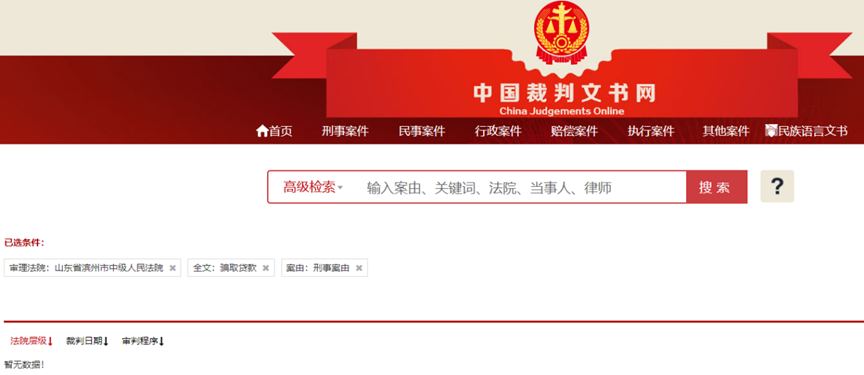 中国裁判文书网
China Judgements Online
首页 刑事案件 民事案件 行政案件 赔偿案件 执行案件 其他案件 民族语言文书
高级检索 输入案由、关键词、法院、当事人、律师 搜索 ?
已选条件：
审理法院：山东省滨州市中级人民法院 × 全文：骗取贷款 × 案由：刑事案由 ×
法院层级↓ 裁判日期↓ 审判程序↓
暂无数据！